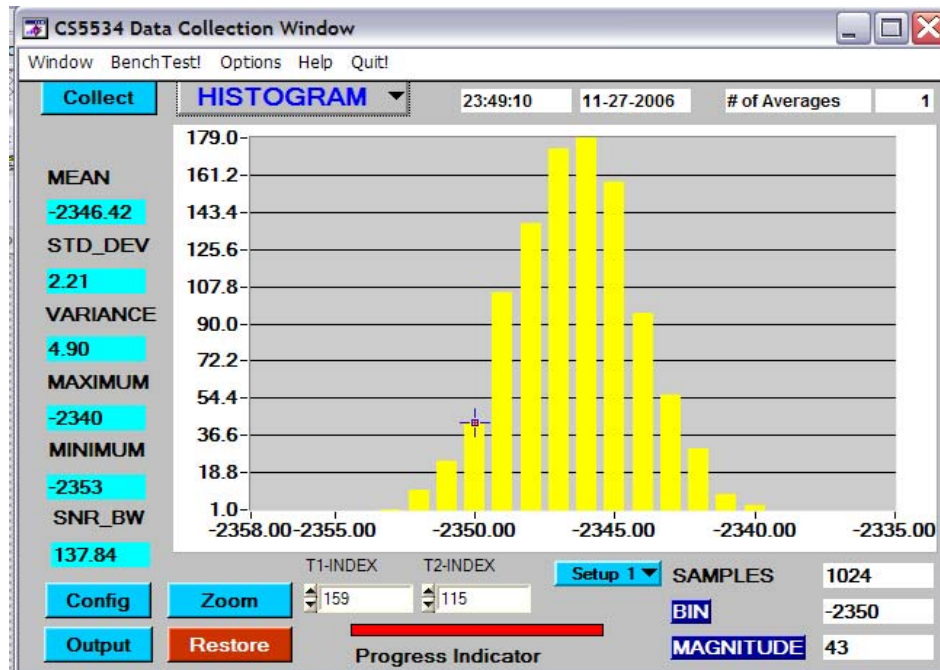 CS5534 Data Collection Window
Window BenchTest! Options Help Quit!
Collect
HISTOGRAM
23:49:10
11-27-2006
# of Averages
1
MEAN
-2346.42
STD_DEV
2.21
VARIANCE
4.90
MAXIMUM
-2340
MINIMUM
-2353
SNR_BW
137.84
179.0
161.2
143.4
125.6
107.8
90.0
72.2
54.4
36.6
18.8
1.0
-2358.00 -2355.00 -2350.00 -2345.00 -2340.00 -2335.00
T1-INDEX
159
T2-INDEX
115
Setup 1
SAMPLES
1024
Config
Zoom
BIN
-2350
Output
Restore
Progress Indicator
MAGNITUDE
43